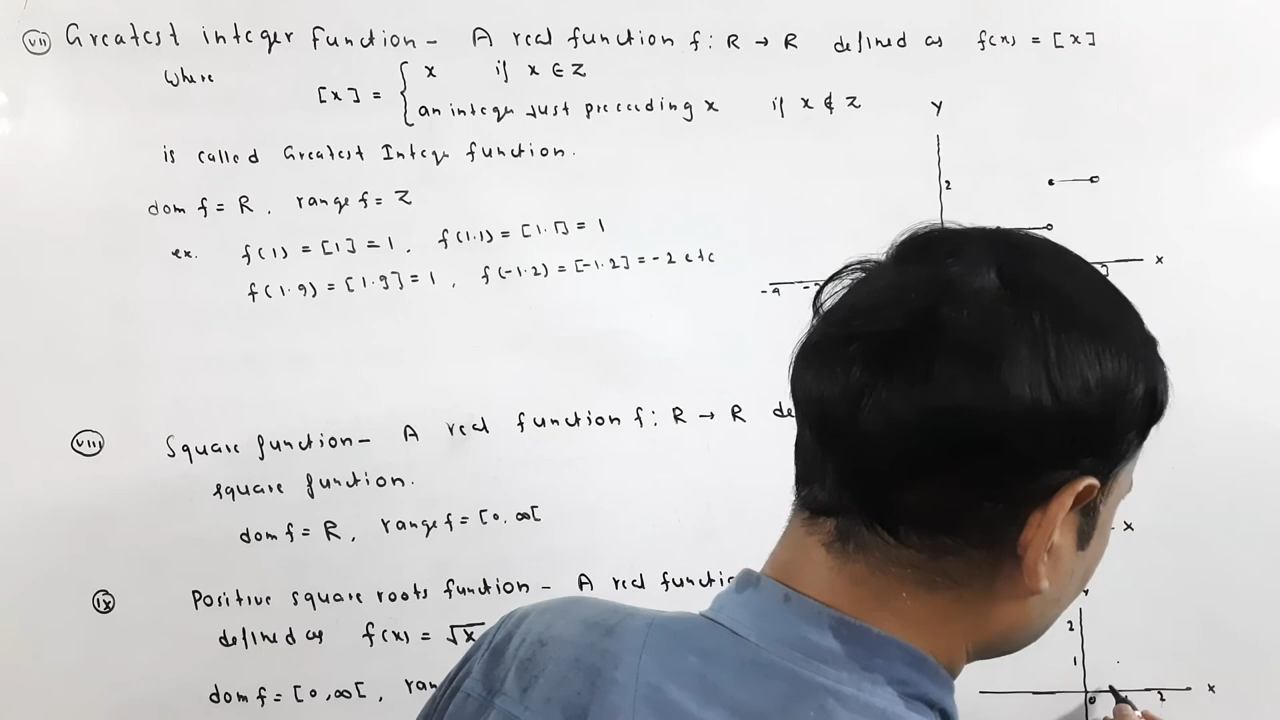 (vii) Greatest integer function - A real function f: R → R defined as f(x) = [x]
where
[x] = { x if x ∈ Z
an integer just preceeding x if x ∉ Z
is called Greatest Integer function.
dom f = R, range f = Z
ex. f(1) = [1] = 1, f(1.1) = [1.1] = 1
f(1.9) = [1.9] = 1, f(-1.2) = [-1.2] = -2 etc
Y
2
X
-4
(viii) Square function - A real function f: R → R
square function.
dom f = R, range f = [0, ∞[
X
(ix) Positive square roots function - A real
defined as f(x) = √x
dom f = [0, ∞[,
2
1
0 2 X